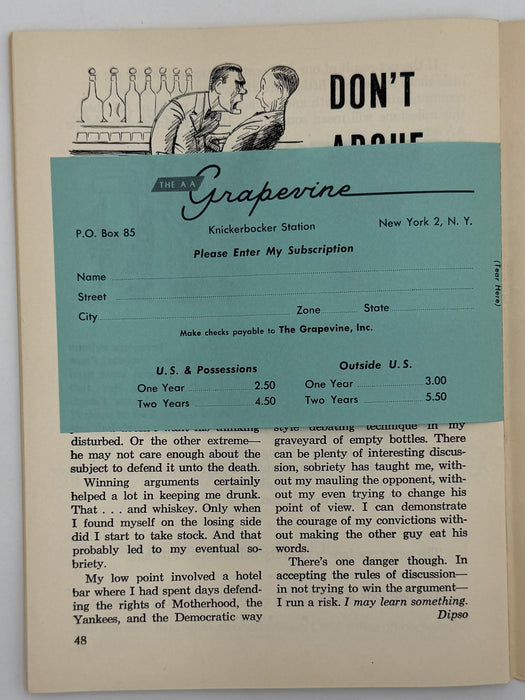 DON'T
THE A A
Grapevine
P.O. Box 85 Knickerbocker Station New York 2, N. Y.
Please Enter My Subscription
Name
Street
City Zone State
(Tear Here)
Make checks payable to The Grapevine, Inc.
U. S. & Possessions
One Year 2.50
Two Years 4.50
Outside U. S.
One Year 3.00
Two Years 5.50
disturbed. Or the other extreme—
he may not care enough about the
subject to defend it unto the death.
Winning arguments certainly
helped a lot in keeping me drunk.
That . . . and whiskey. Only when
I found myself on the losing side
did I start to take stock. And that
probably led to my eventual so-
briety.
My low point involved a hotel
bar where I had spent days defend-
ing the rights of Motherhood, the
Yankees, and the Democratic way
style debating technique in my
graveyard of empty bottles. There
can be plenty of interesting discus-
sion, sobriety has taught me, with-
out my mauling the opponent, with-
out my even trying to change his
point of view. I can demonstrate
the courage of my convictions with-
out making the other guy eat his
words.
There's one danger though. In
accepting the rules of discussion—
in not trying to win the argument—
I run a risk. I may learn something.
Dipso
48